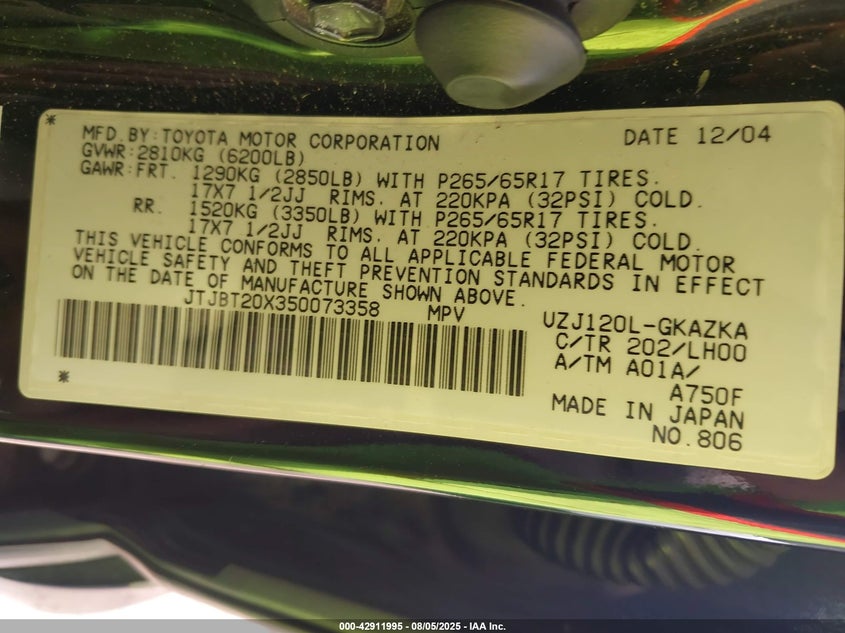 MFD.BY:TOYOTA MOTOR CORPORATION DATE 12/04
GVWR:2810KG (6200LB)
GAWR:FRT. 1290KG (2850LB) WITH P265/65R17 TIRES.
17X7 1/2JJ RIMS. AT 220KPA (32PSI) COLD.
RR. 1520KG (3350LB) WITH P265/65R17 TIRES.
17X7 1/2JJ RIMS. AT 220KPA (32PSI) COLD.
THIS VEHICLE CONFORMS TO ALL APPLICABLE FEDERAL MOTOR
VEHICLE SAFETY AND THEFT PREVENTION STANDARDS IN EFFECT
ON THE DATE OF MANUFACTURE SHOWN ABOVE.
JTJBT20X350073358 MPV
UZJ120L-GKAZKA
C/TR 202/LH00
A/TM A01A/
A750F
MADE IN JAPAN
NO.806
000-42911995 - 08/05/2025 - IAA Inc.